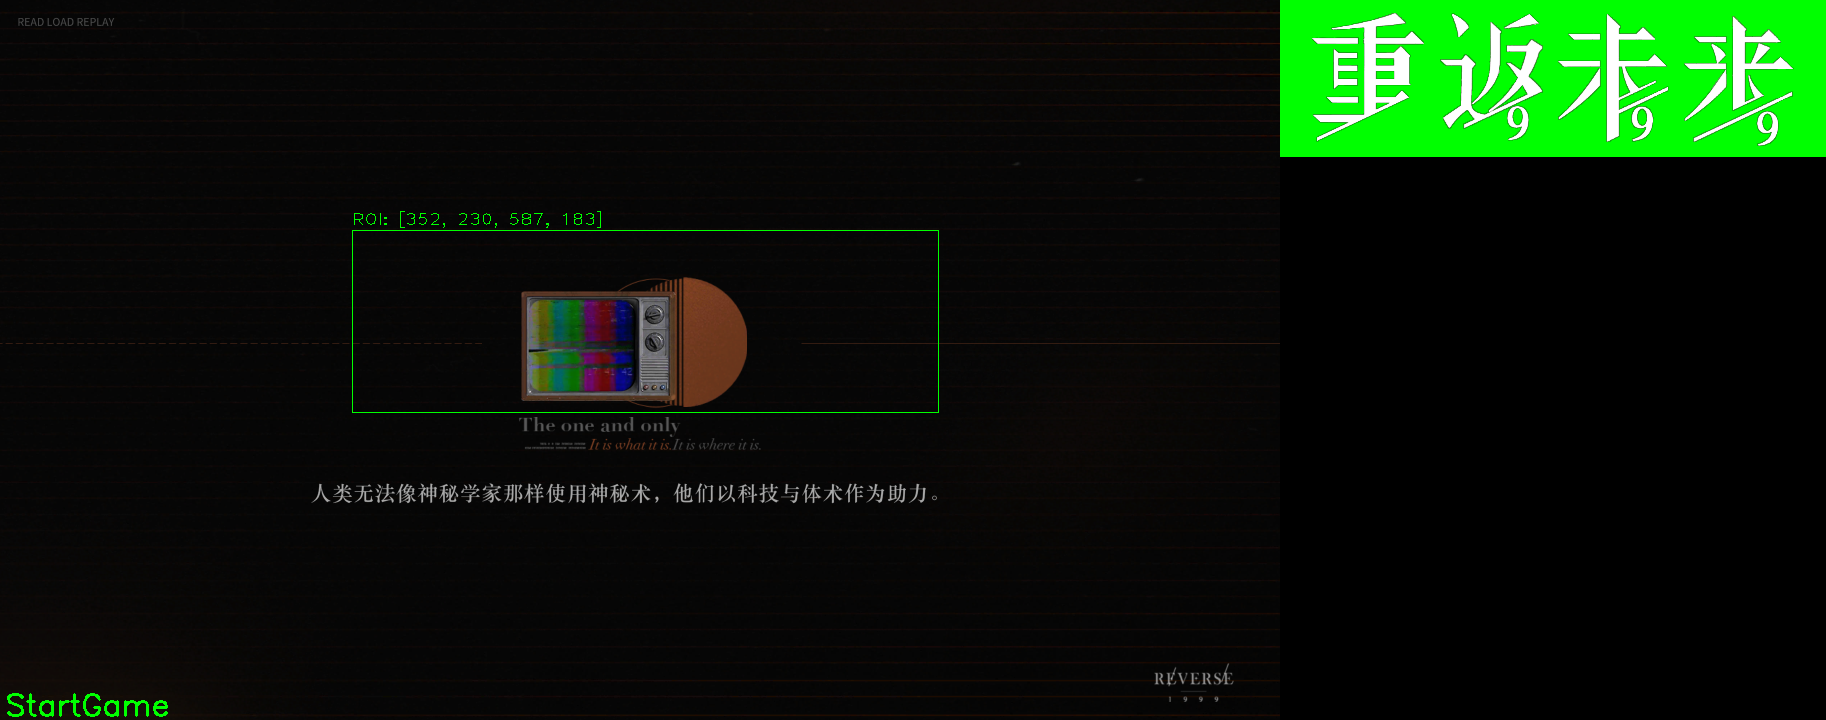 READ LOAD REPLAY
重返未来
9 9 9
ROI: [352, 230, 587, 183]
The one and only
It is what it is.It is where it is.
人类无法像神秘学家那样使用神秘术，他们以科技与体术作为助力。
REVERSE
1 9 9 9
StartGame